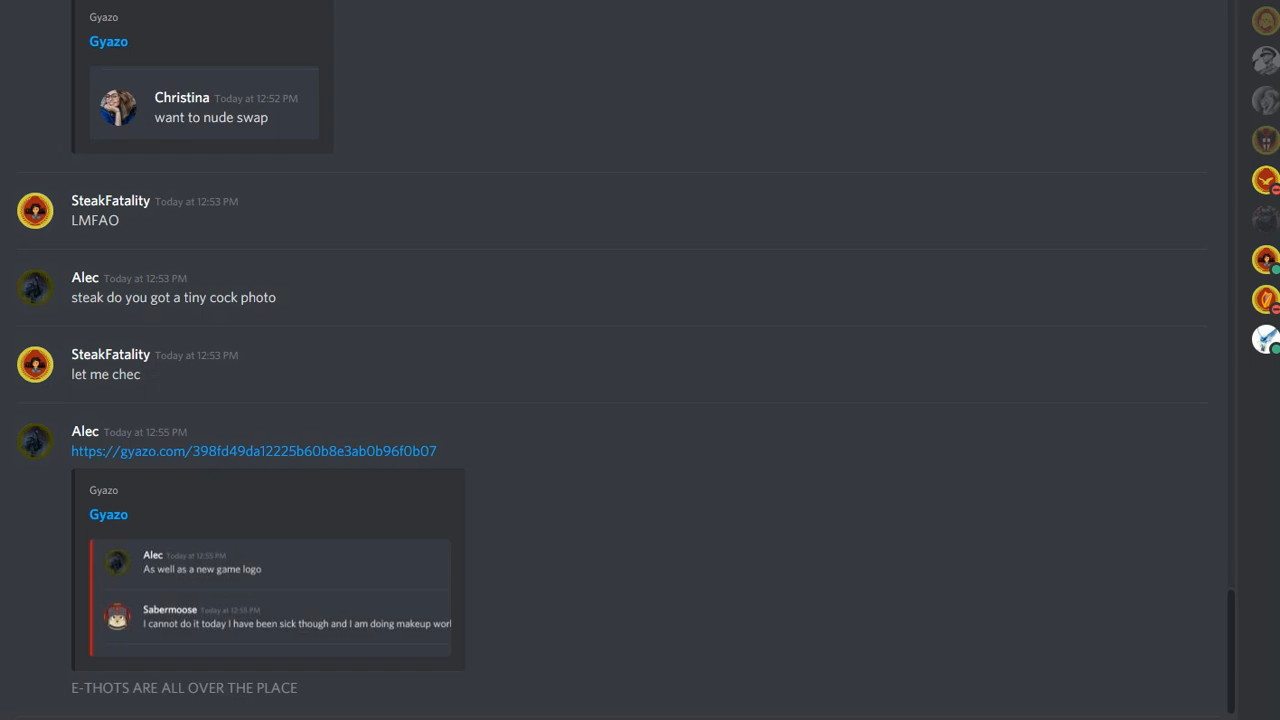 Gyazo
Gyazo
Christina Today at 12:52 PM
want to nude swap
SteakFatality Today at 12:53 PM
LMFAO
Alec Today at 12:53 PM
steak do you got a tiny cock photo
SteakFatality Today at 12:53 PM
let me chec
Alec Today at 12:55 PM
https://gyazo.com/398fd49da12225b60b8e3ab0b96f0b07
Gyazo
Gyazo
Alec Today at 12:55 PM
As well as a new game logo
Sabermoose Today at 12:55 PM
I cannot do it today I have been sick though and I am doing makeup wor
E-THOTS ARE ALL OVER THE PLACE